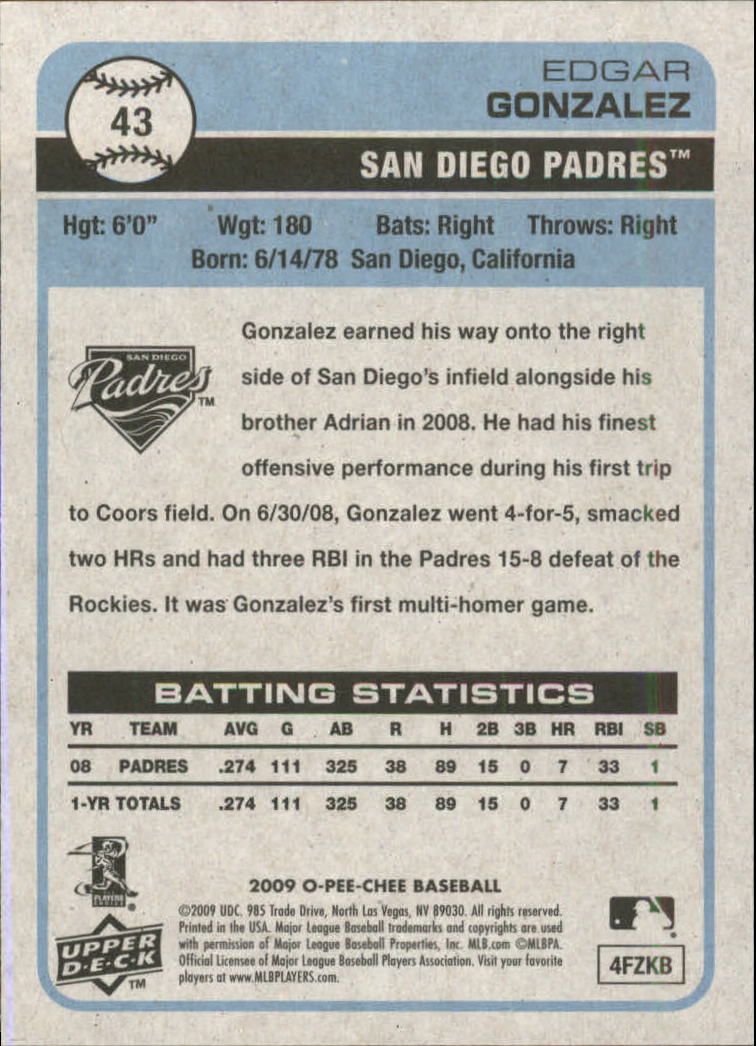 43
EDGAR
GONZALEZ
SAN DIEGO PADRES™
Hgt: 6'0" Wgt: 180 Bats: Right Throws: Right
Born: 6/14/78 San Diego, California
SAN DIEGO
Padres
TM
Gonzalez earned his way onto the right
side of San Diego's infield alongside his
brother Adrian in 2008. He had his finest
offensive performance during his first trip
to Coors field. On 6/30/08, Gonzalez went 4-for-5, smacked
two HRs and had three RBI in the Padres 15-8 defeat of the
Rockies. It was Gonzalez's first multi-homer game.
BATTING STATISTICS
YR TEAM AVG G AB R H 2B 3B HR RBI SB
08 PADRES .274 111 325 38 89 15 0 7 33 1
1-YR TOTALS .274 111 325 38 89 15 0 7 33 1
PLAYERS
CHOICE
®
UPPER
D·E·C·K
TM
2009 O-PEE-CHEE BASEBALL
©2009 UDC. 985 Trade Drive, North Las Vegas, NV 89030. All rights reserved.
Printed in the USA. Major League Baseball trademarks and copyrights are used
with permission of Major League Baseball Properties, Inc. MLB.com ©MLBPA.
Official Licensee of Major League Baseball Players Association. Visit your favorite
players at www.MLBPLAYERS.com.
®
4FZKB